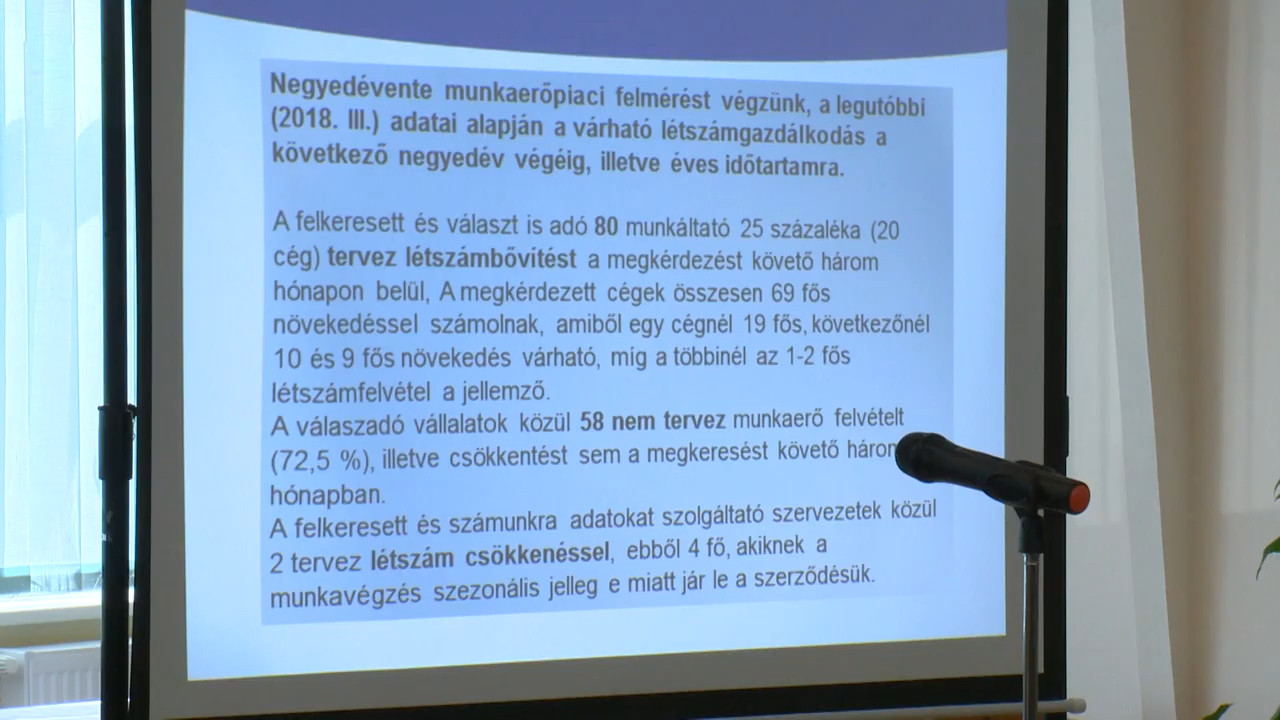 Negyedévente munkaerőpiaci felmérést végzünk, a legutóbbi
(2018. III.) adatai alapján a várható létszámgazdálkodás a
következő negyedév végéig, illetve éves időtartamra.
A felkeresett és választ is adó 80 munkáltató 25 százaléka (20
cég) tervez létszámbővítést a megkérdezést követő három
hónapon belül, A megkérdezett cégek összesen 69 fős
növekedéssel számolnak, amiből egy cégnél 19 fős, következőnél
10 és 9 fős növekedés várható, míg a többinél az 1-2 fős
létszámfelvétel a jellemző.
A válaszadó vállalatok közül 58 nem tervez munkaerő felvételt
(72,5 %), illetve csökkentést sem a megkeresést követő
hónapban.
A felkeresett és számunkra adatokat szolgáltató szervezetek közül
2 tervez létszám csökkenéssel, ebből 4 fő, akiknek a
munkavégzés szezonális jelleg e miatt jár le a szerződésük.